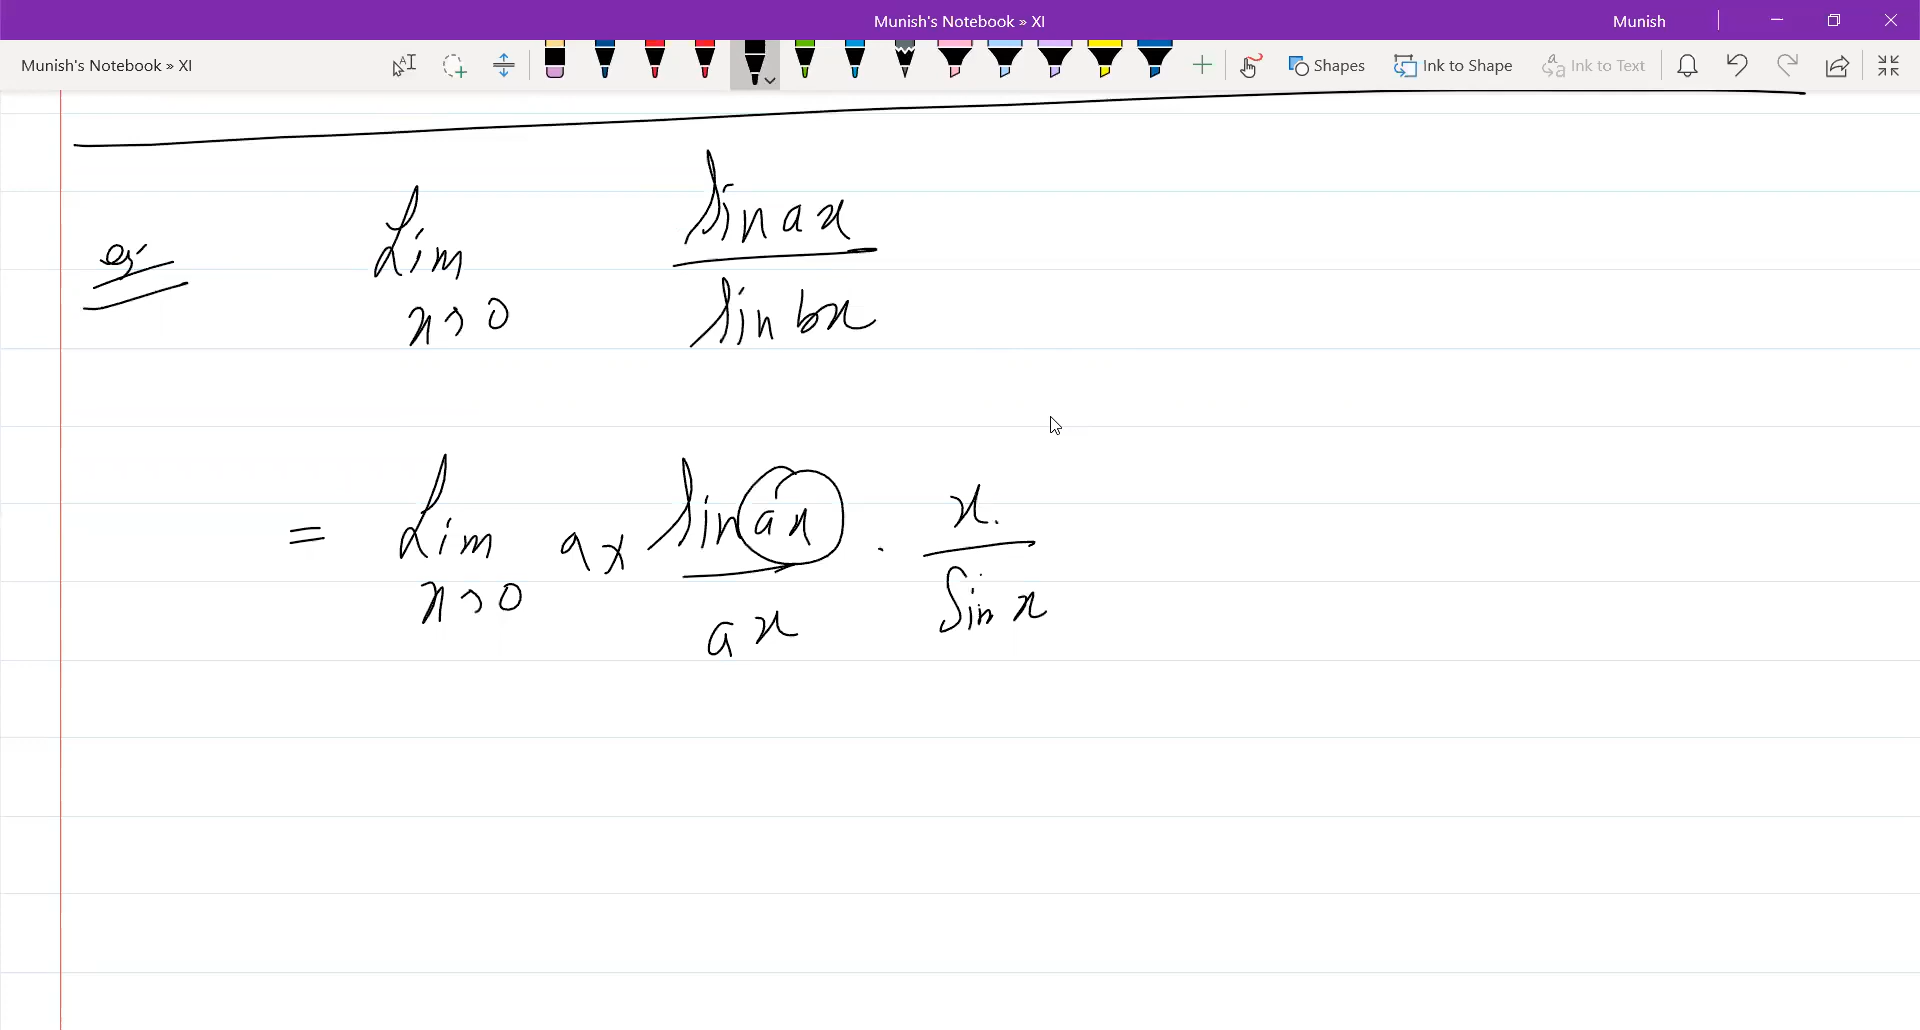 Munish's Notebook » XI
Munish
Munish's Notebook » XI
Shapes
Ink to Shape
Ink to Text
eg:
Lim x→0 sin ax / sin bx
= Lim x→0 ax sin ax / ax . x / sin x